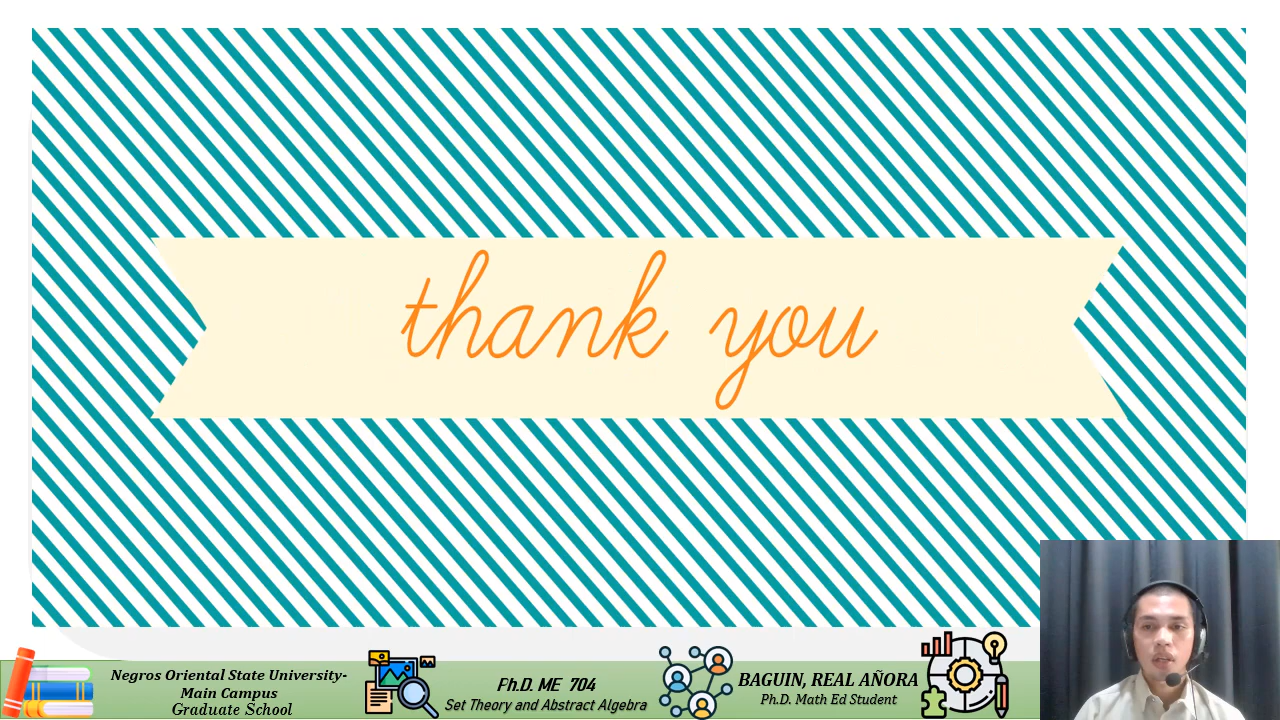 thank you
Negros Oriental State University-
Main Campus
Graduate School
Ph.D. ME 704
Set Theory and Abstract Algebra
BAGUIN, REAL AÑORA
Ph.D. Math Ed Student